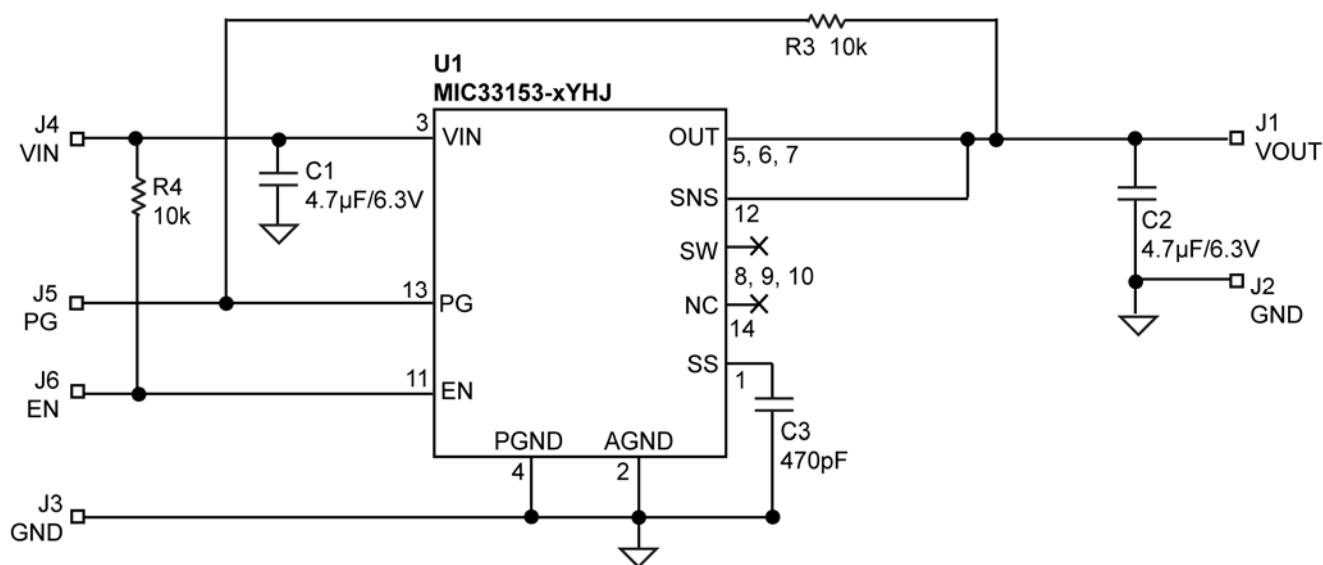 R3 10k
U1
MIC33153-xYHJ
J4
VIN
3
VIN
OUT
5, 6, 7
J1
VOUT
R4
10k
C1
4.7µF/6.3V
SNS
12
C2
4.7µF/6.3V
SW
8, 9, 10
J5
PG
13
PG
NC
14
J2
GND
J6
EN
11
EN
SS
1
C3
470pF
PGND
4
AGND
2
J3
GND